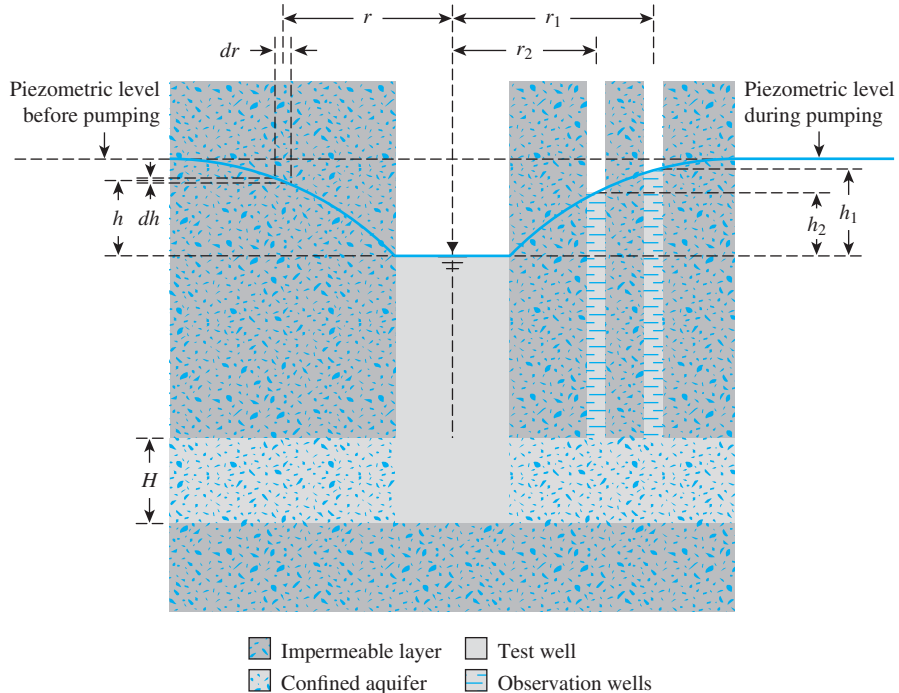 r
r₁
dr
r₂
Piezometric level
before pumping
Piezometric level
during pumping
h
dh
h₂
h₁
H
Impermeable layer
Test well
Confined aquifer
Observation wells